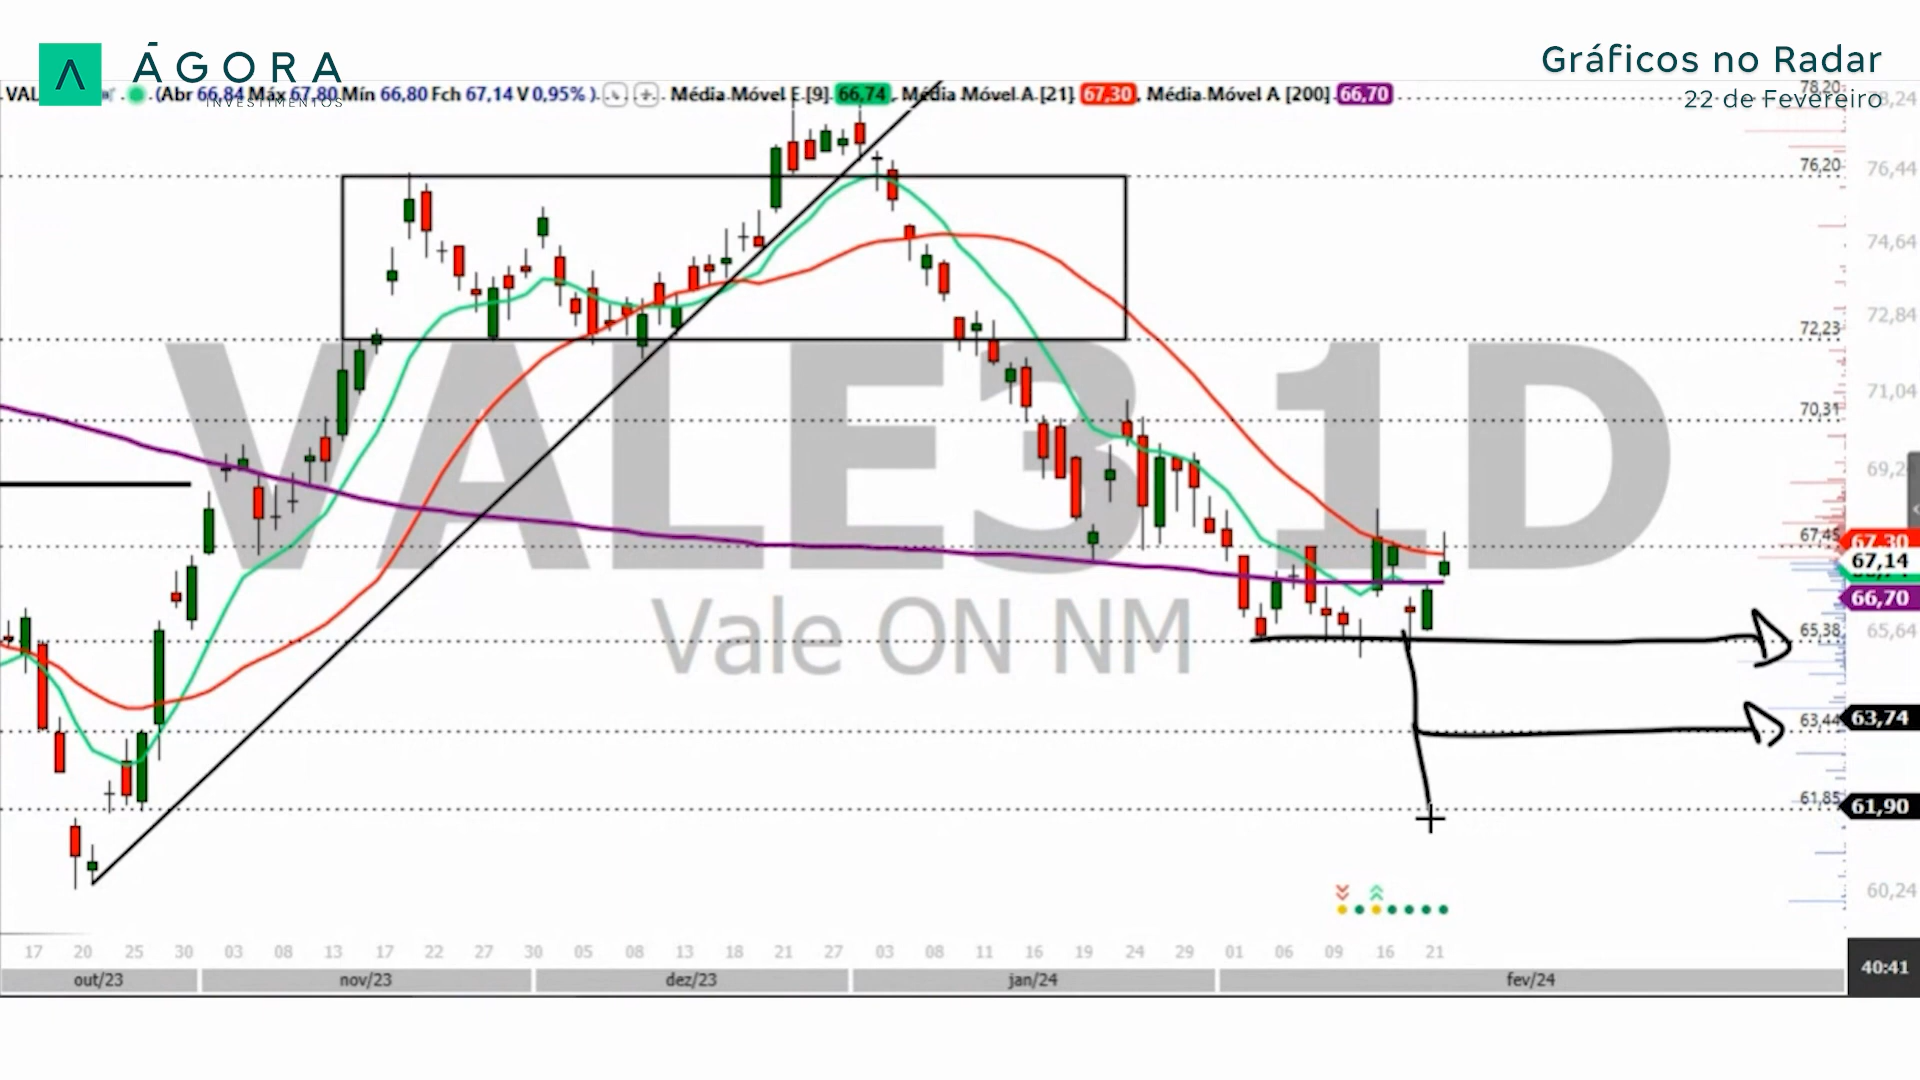 ÁGORA
INVESTIMENTOS
Gráficos no Radar
22 de Fevereiro
VAL (Abr 66,84 Máx 67,80 Mín 66,80 Fch 67,14 V 0,95% ) Média Móvel E [9] 66,74 , Média Móvel A [21] 67,30 , Média Móvel A [200] 66,70
78,20
78,24
76,20
76,44
74,64
72,84
72,23
71,04
70,31
69,2
67,45
67,30
67,14
66,70
65,38
65,64
63,44
63,74
61,85
61,90
60,24
VALE3 1D
Vale ON NM
17 20 25 30 03 08 13 17 22 27 30 03 08 13 18 21 27 03 08 11 16 19 24 29 01 06 09 16 21
out/23 nov/23 dez/23 jan/24 fev/24
40:41